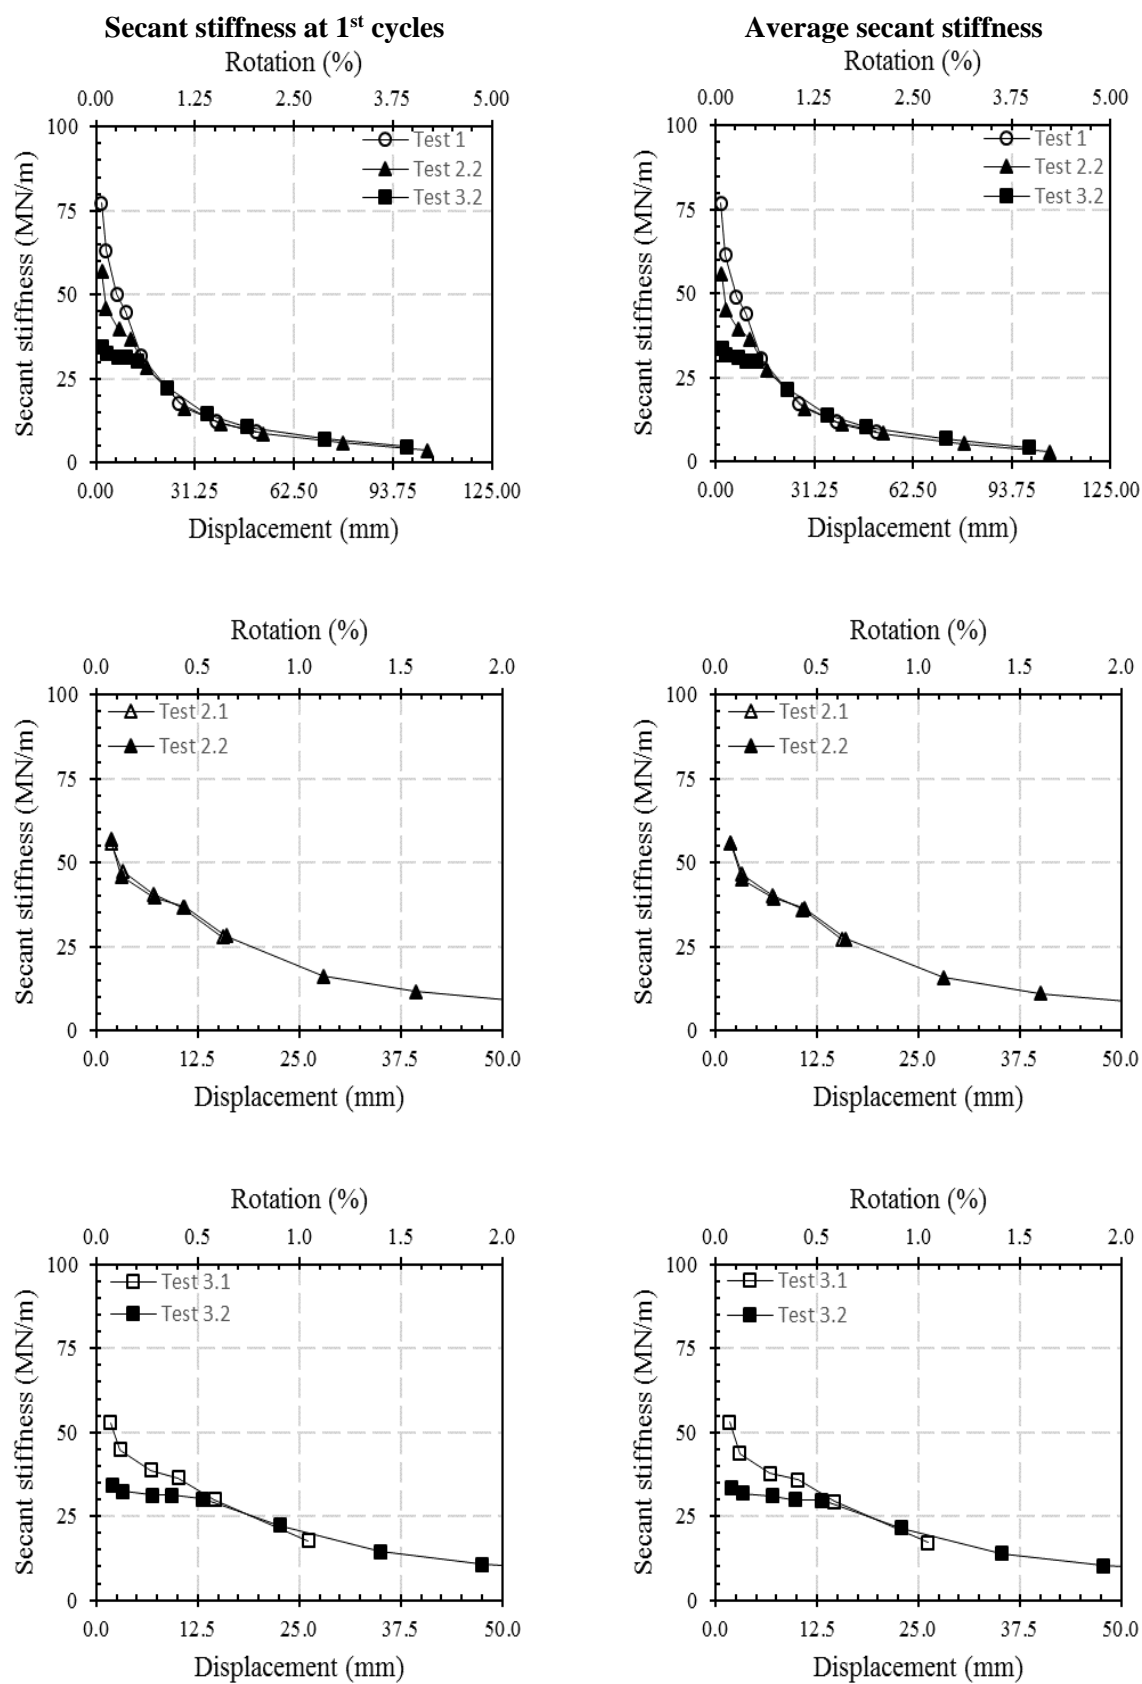 Secant stiffness at 1st cycles
Rotation (%)
0.00 1.25 2.50 3.75 5.00
Secant stiffness (MN/m)
100
75
50
25
0
Test 1
Test 2.2
Test 3.2
0.00 31.25 62.50 93.75 125.00
Displacement (mm)
Average secant stiffness
Rotation (%)
0.00 1.25 2.50 3.75 5.00
Secant stiffness (MN/m)
100
75
50
25
0
Test 1
Test 2.2
Test 3.2
0.00 31.25 62.50 93.75 125.00
Displacement (mm)
Rotation (%)
0.0 0.5 1.0 1.5 2.0
Secant stiffness (MN/m)
100
75
50
25
0
Test 2.1
Test 2.2
0.0 12.5 25.0 37.5 50.0
Displacement (mm)
Rotation (%)
0.0 0.5 1.0 1.5 2.0
Secant stiffness (MN/m)
100
75
50
25
0
Test 2.1
Test 2.2
0.0 12.5 25.0 37.5 50.0
Displacement (mm)
Rotation (%)
0.0 0.5 1.0 1.5 2.0
Secant stiffness (MN/m)
100
75
50
25
0
Test 3.1
Test 3.2
0.0 12.5 25.0 37.5 50.0
Displacement (mm)
Rotation (%)
0.0 0.5 1.0 1.5 2.0
Secant stiffness (MN/m)
100
75
50
25
0
Test 3.1
Test 3.2
0.0 12.5 25.0 37.5 50.0
Displacement (mm)